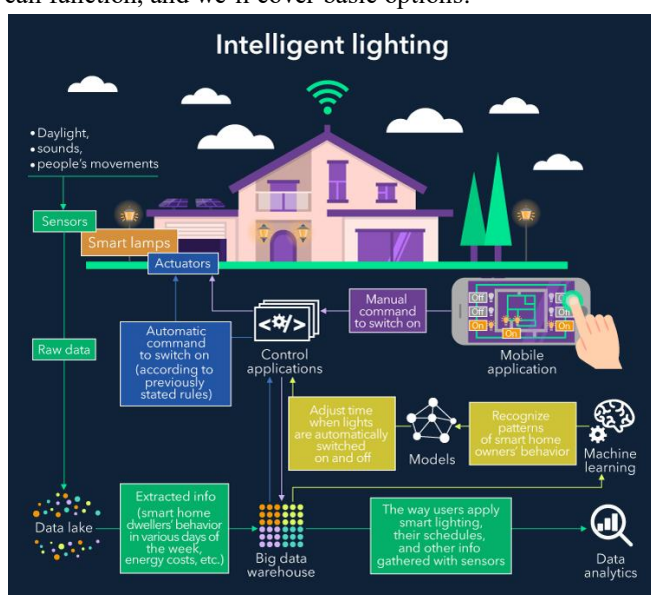 can function, and we'll cover basic options:
Intelligent lighting
• Daylight,
• sounds,
• people's movements
Sensors
Smart lamps
Actuators
Raw data
Automatic
command
to switch on
(according to
previously
stated rules)
</>
Control
applications
Manual
command
to switch on
Off
Off
On
On
Off
Off
On
Mobile
application
Adjust time
when lights
are automatically
switched
on and off
Models
Recognize
patterns
of smart home
owners' behavior
Machine
learning
Data lake
Extracted info
(smart home
dwellers' behavior
in various days of
the week,
energy costs, etc.)
Big data
warehouse
The way users apply
smart lighting,
their schedules,
and other info
gathered with sensors
Data
analytics